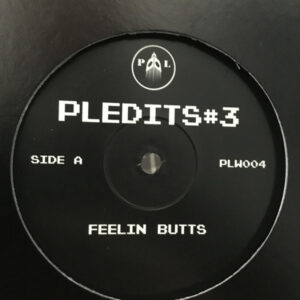 P L
PLEDITS#3
SIDE A PLW004
FEELIN BUTTS